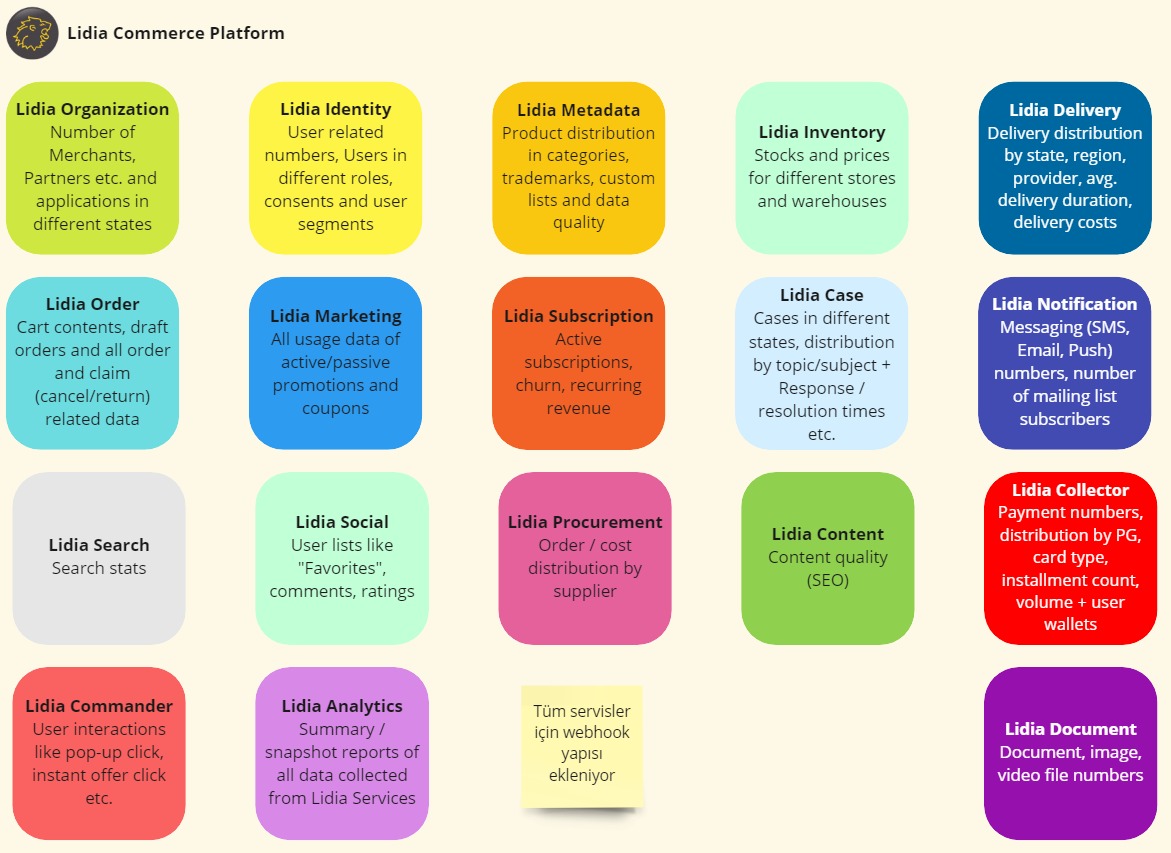 Lidia Commerce Platform
Lidia Organization
Number of
Merchants,
Partners etc. and
applications in
different states
Lidia Identity
User related
numbers, Users in
different roles,
consents and user
segments
Lidia Metadata
Product distribution
in categories,
trademarks, custom
lists and data
quality
Lidia Inventory
Stocks and prices
for different stores
and warehouses
Lidia Delivery
Delivery distribution
by state, region,
provider, avg.
delivery duration,
delivery costs
Lidia Order
Cart contents, draft
orders and all order
and claim
(cancel/return)
related data
Lidia Marketing
All usage data of
active/passive
promotions and
coupons
Lidia Subscription
Active
subscriptions,
churn, recurring
revenue
Lidia Case
Cases in different
states, distribution
by topic/subject +
Response /
resolution times
etc.
Lidia Notification
Messaging (SMS,
Email, Push)
numbers, number
of mailing list
subscribers
Lidia Search
Search stats
Lidia Social
User lists like
"Favorites",
comments, ratings
Lidia Procurement
Order / cost
distribution by
supplier
Lidia Content
Content quality
(SEO)
Lidia Collector
Payment numbers,
distribution by PG,
card type,
installment count,
volume + user
wallets
Lidia Commander
User interactions
like pop-up click,
instant offer click
etc.
Lidia Analytics
Summary /
snapshot reports of
all data collected
from Lidia Services
Tüm servisler
için webhook
yapısı
ekleniyor
Lidia Document
Document, image,
video file numbers